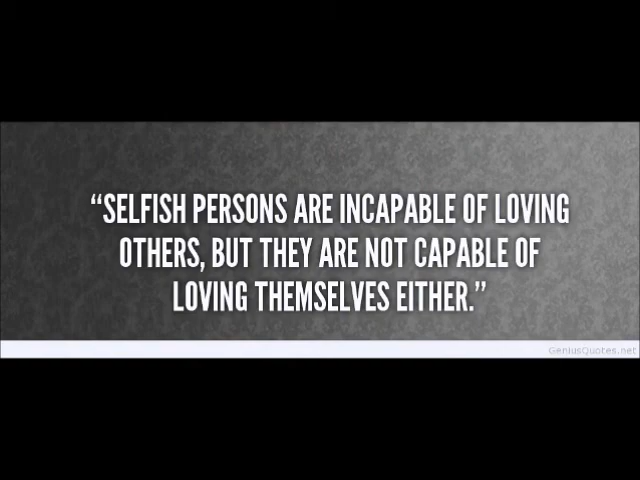 “SELFISH PERSONS ARE INCAPABLE OF LOVING
OTHERS, BUT THEY ARE NOT CAPABLE OF
LOVING THEMSELVES EITHER.”
GeniusQuotes.net